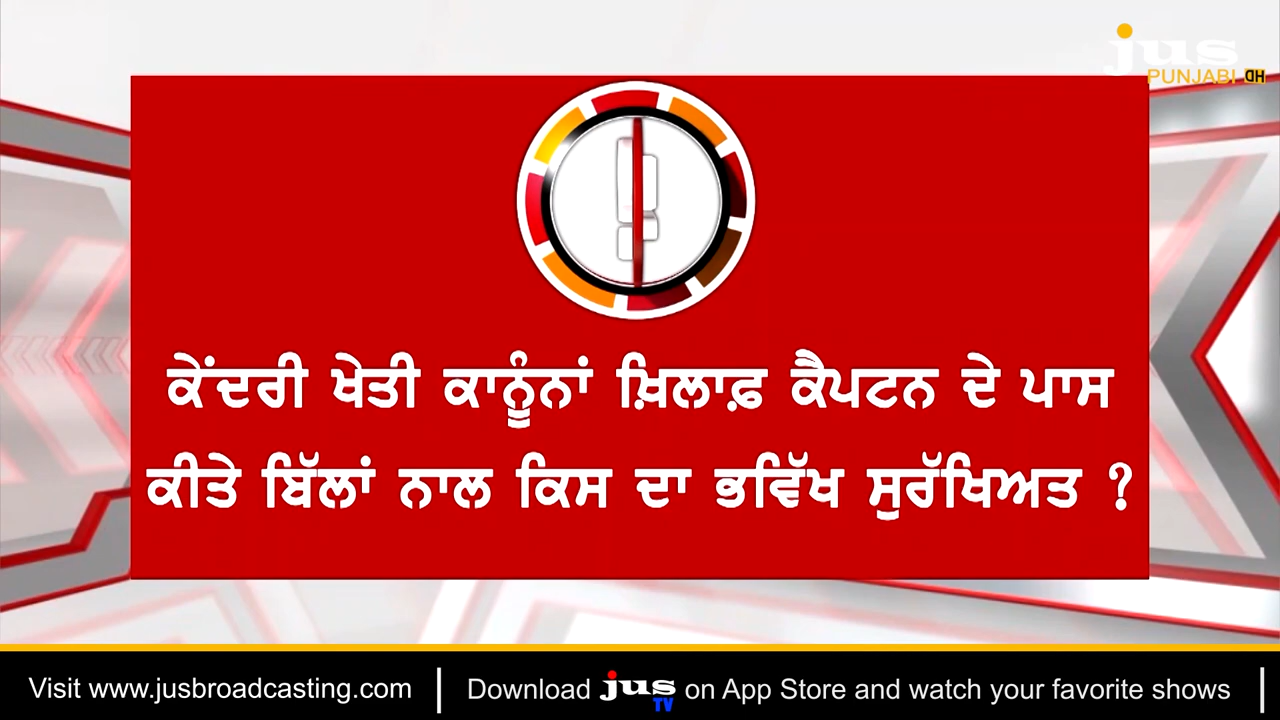 jus
PUNJABI HD
ਕੇਂਦਰੀ ਖੇਤੀ ਕਾਨੂੰਨਾਂ ਖ਼ਿਲਾਫ਼ ਕੈਪਟਨ ਦੇ ਪਾਸ
ਕੀਤੇ ਬਿੱਲਾਂ ਨਾਲ ਕਿਸ ਦਾ ਭਵਿੱਖ ਸੁਰੱਖਿਅਤ ?
Visit www.jusbroadcasting.com | Download jus TV on App Store and watch your favorite shows |